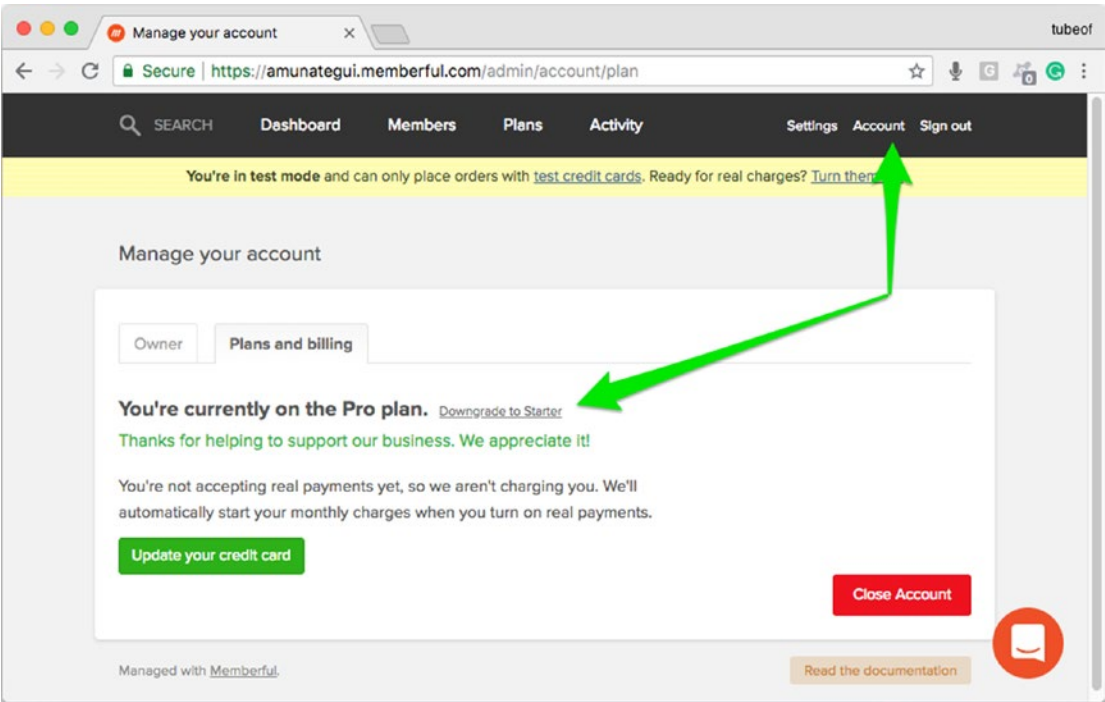 Manage your account
tubeof
Secure | https://amunategui.memberful.com/admin/account/plan
0
SEARCH Dashboard Members Plans Activity Settings Account Sign out
You're in test mode and can only place orders with test credit cards. Ready for real charges? Turn them
Manage your account
Owner Plans and billing
You're currently on the Pro plan. Downgrade to Starter
Thanks for helping to support our business. We appreciate it!
You're not accepting real payments yet, so we aren't charging you. We'll
automatically start your monthly charges when you turn on real payments.
Update your credit card
Close Account
Managed with Memberful.
Read the documentation